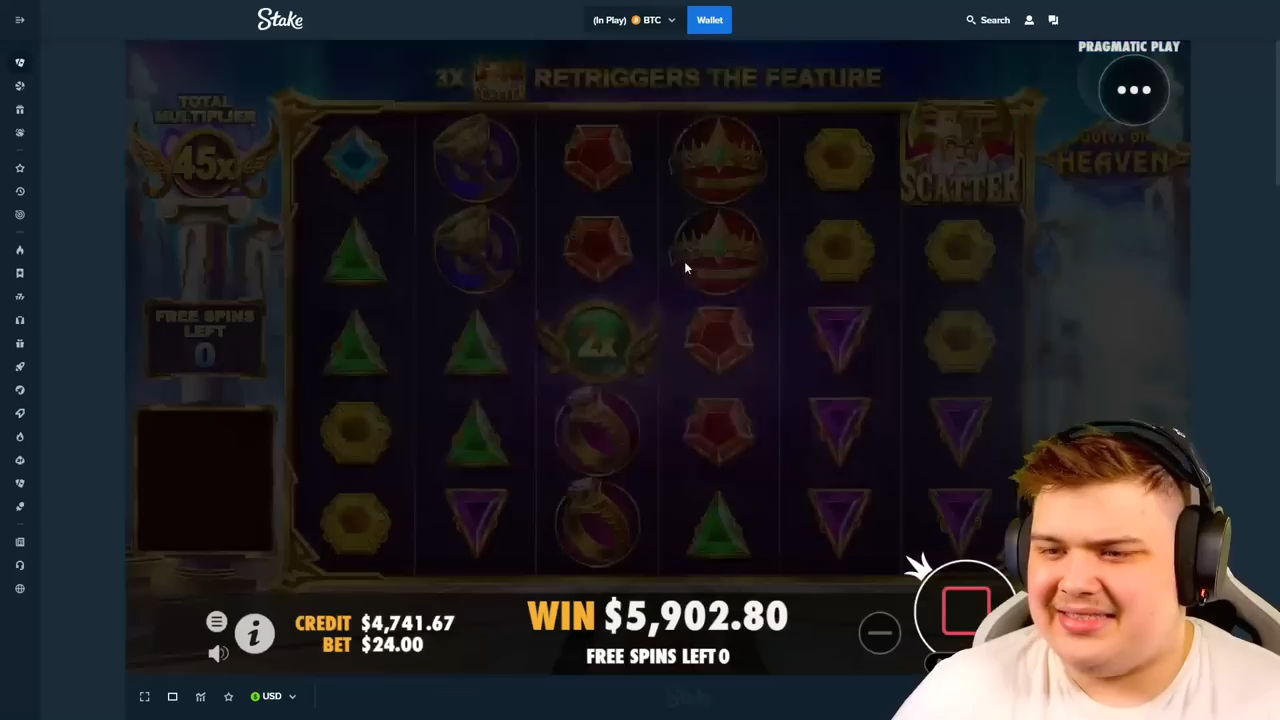 Stake
(In Play) BTC
Wallet
Search
PRAGMATIC PLAY
3X RETRIGGERS THE FEATURE
TOTAL
MULTIPLIER
45x
HEAVEN
SCATTER
FREE SPINS
LEFT
0
2x
CREDIT $4,741.67
BET $24.00
WIN $5,902.80
FREE SPINS LEFT 0
USD